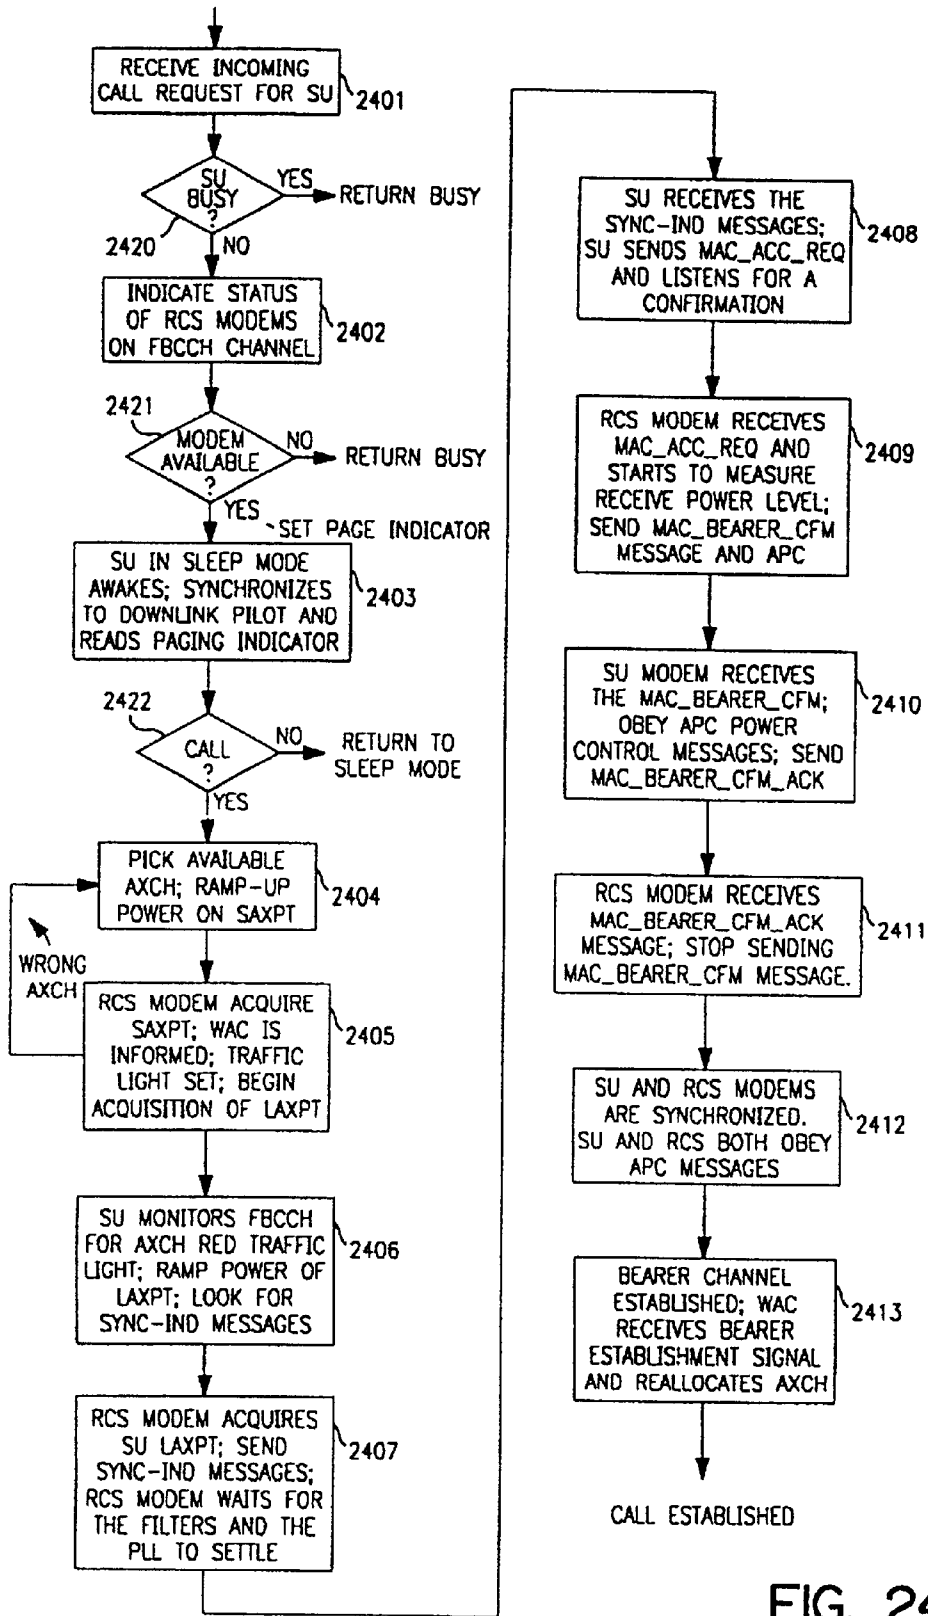 RECEIVE INCOMING
CALL REQUEST FOR SU
2401
SU
BUSY
?
2420
YES
RETURN BUSY
NO
INDICATE STATUS
OF RCS MODEMS
ON FBCCH CHANNEL
2402
2421
MODEM
AVAILABLE
?
NO
RETURN BUSY
YES
SET PAGE INDICATOR
SU IN SLEEP MODE
AWAKES; SYNCHRONIZES
TO DOWNLINK PILOT AND
READS PAGING INDICATOR
2403
2422
CALL
?
NO
RETURN TO
SLEEP MODE
YES
PICK AVAILABLE
AXCH; RAMP-UP
POWER ON SAXPT
2404
WRONG
AXCH
RCS MODEM ACQUIRE
SAXPT; WAC IS
INFORMED; TRAFFIC
LIGHT SET; BEGIN
ACQUISITION OF LAXPT
2405
SU MONITORS FBCCH
FOR AXCH RED TRAFFIC
LIGHT; RAMP POWER OF
LAXPT; LOOK FOR
SYNC-IND MESSAGES
2406
RCS MODEM ACQUIRES
SU LAXPT; SEND
SYNC-IND MESSAGES;
RCS MODEM WAITS FOR
THE FILTERS AND THE
PLL TO SETTLE
2407
SU RECEIVES THE
SYNC-IND MESSAGES;
SU SENDS MAC_ACC_REQ
AND LISTENS FOR A
CONFIRMATION
2408
RCS MODEM RECEIVES
MAC_ACC_REQ AND
STARTS TO MEASURE
RECEIVE POWER LEVEL;
SEND MAC_BEARER_CFM
MESSAGE AND APC
2409
SU MODEM RECEIVES
THE MAC_BEARER_CFM;
OBEY APC POWER
CONTROL MESSAGES; SEND
MAC_BEARER_CFM_ACK
2410
RCS MODEM RECEIVES
MAC_BEARER_CFM_ACK
MESSAGE; STOP SENDING
MAC_BEARER_CFM MESSAGE.
2411
SU AND RCS MODEMS
ARE SYNCHRONIZED.
SU AND RCS BOTH OBEY
APC MESSAGES
2412
BEARER CHANNEL
ESTABLISHED; WAC
RECEIVES BEARER
ESTABLISHMENT SIGNAL
AND REALLOCATES AXCH
2413
CALL ESTABLISHED
FIG. 24